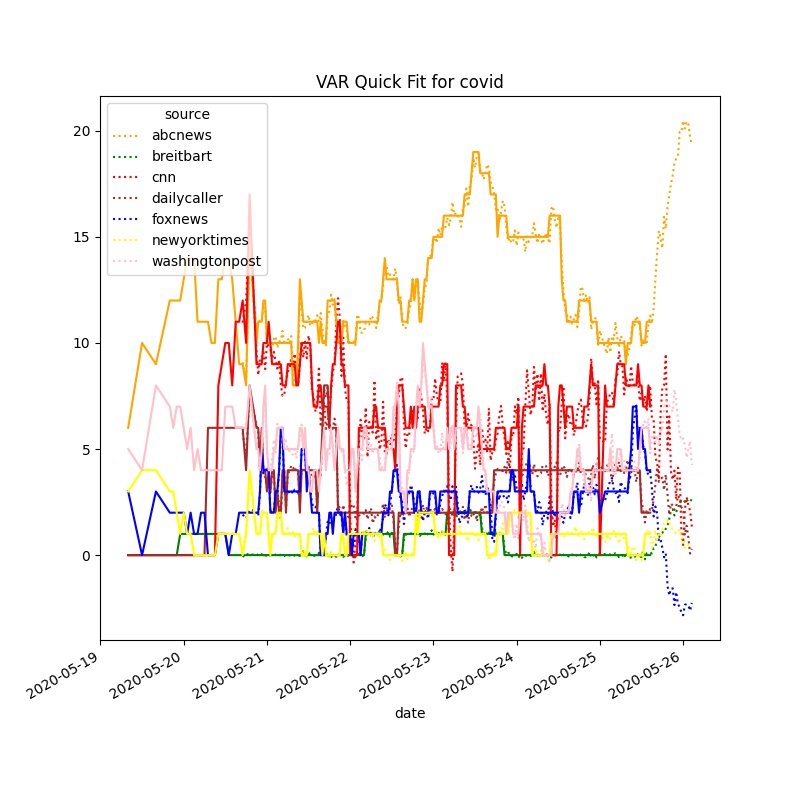 VAR Quick Fit for covid
source
abcnews
breitbart
cnn
dailycaller
foxnews
newyorktimes
washingtonpost
20
15
10
5
0
2020-05-19
2020-05-20
2020-05-21
2020-05-22
2020-05-23
2020-05-24
2020-05-25
2020-05-26
date